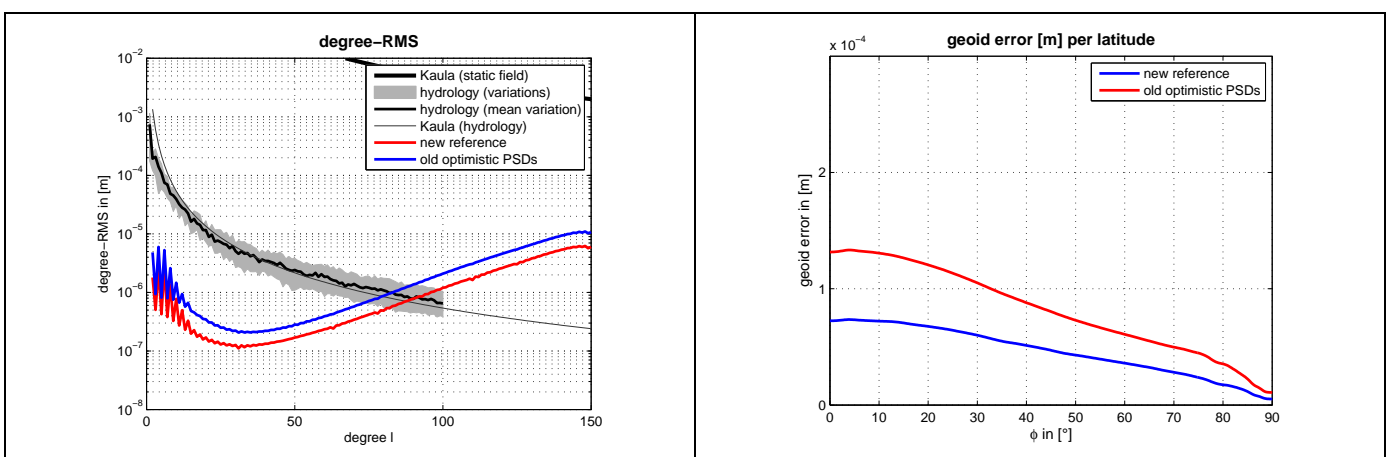 degree−RMS
10−2
10−3
10−4
10−5
10−6
10−7
10−8
degree−RMS in [m]
0 50 100 150
degree l
Kaula (static field)
hydrology (variations)
hydrology (mean variation)
Kaula (hydrology)
new reference
old optimistic PSDs
geoid error [m] per latitude
x 10−4
2
1
0
geoid error in [m]
0 10 20 30 40 50 60 70 80 90
ϕ in [°]
new reference
old optimistic PSDs